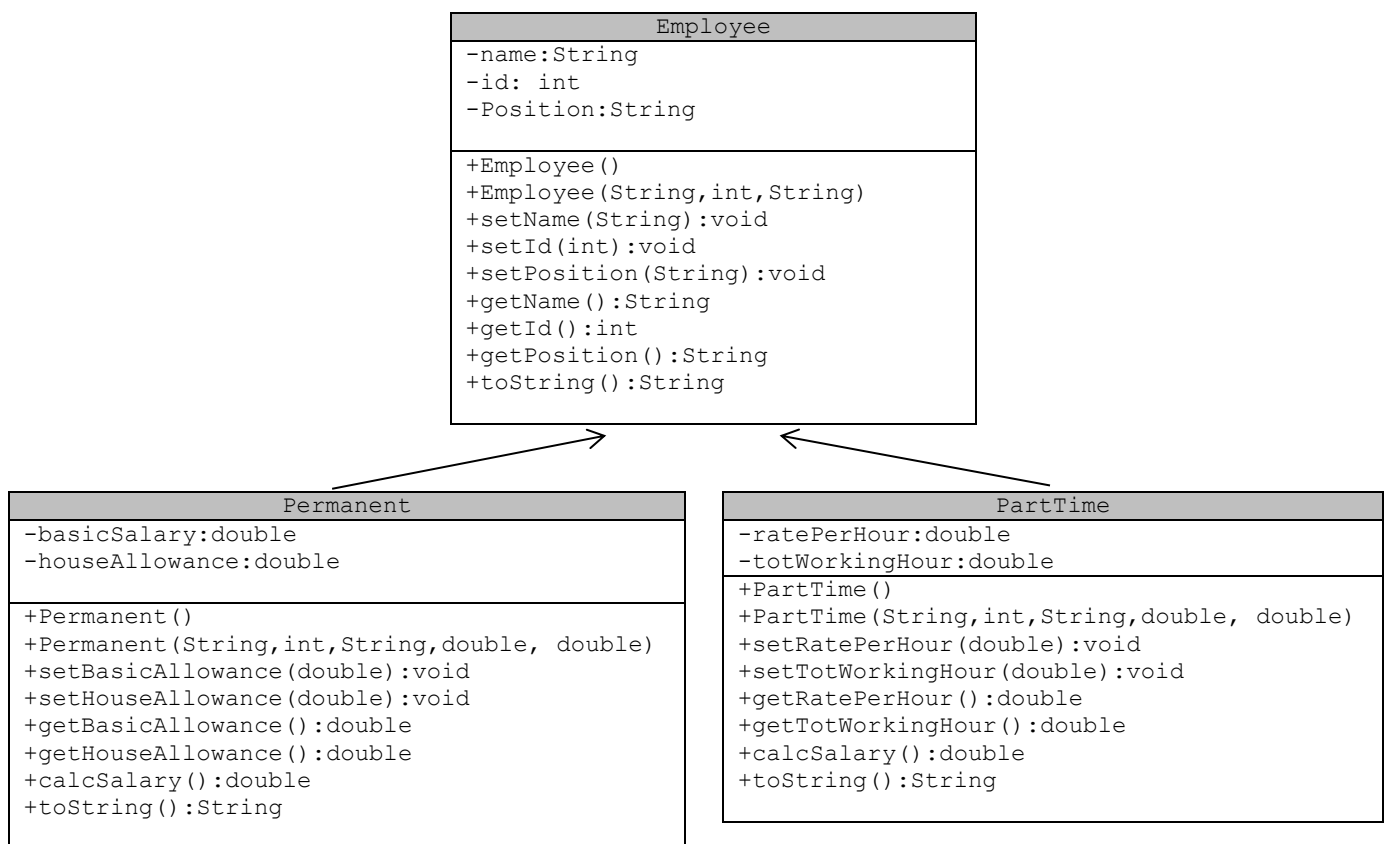 Employee
-name:String
-id: int
-Position:String
+Employee()
+Employee(String,int,String)
+setName(String):void
+setId(int):void
+setPosition(String):void
+getName():String
+getId():int
+getPosition():String
+toString():String
Permanent
-basicSalary:double
-houseAllowance:double
+Permanent()
+Permanent(String,int,String,double, double)
+setBasicAllowance(double):void
+setHouseAllowance(double):void
+getBasicAllowance():double
+getHouseAllowance():double
+calcSalary():double
+toString():String
PartTime
-ratePerHour:double
-totWorkingHour:double
+PartTime()
+PartTime(String,int,String,double, double)
+setRatePerHour(double):void
+setTotWorkingHour(double):void
+getRatePerHour():double
+getTotWorkingHour():double
+calcSalary():double
+toString():String